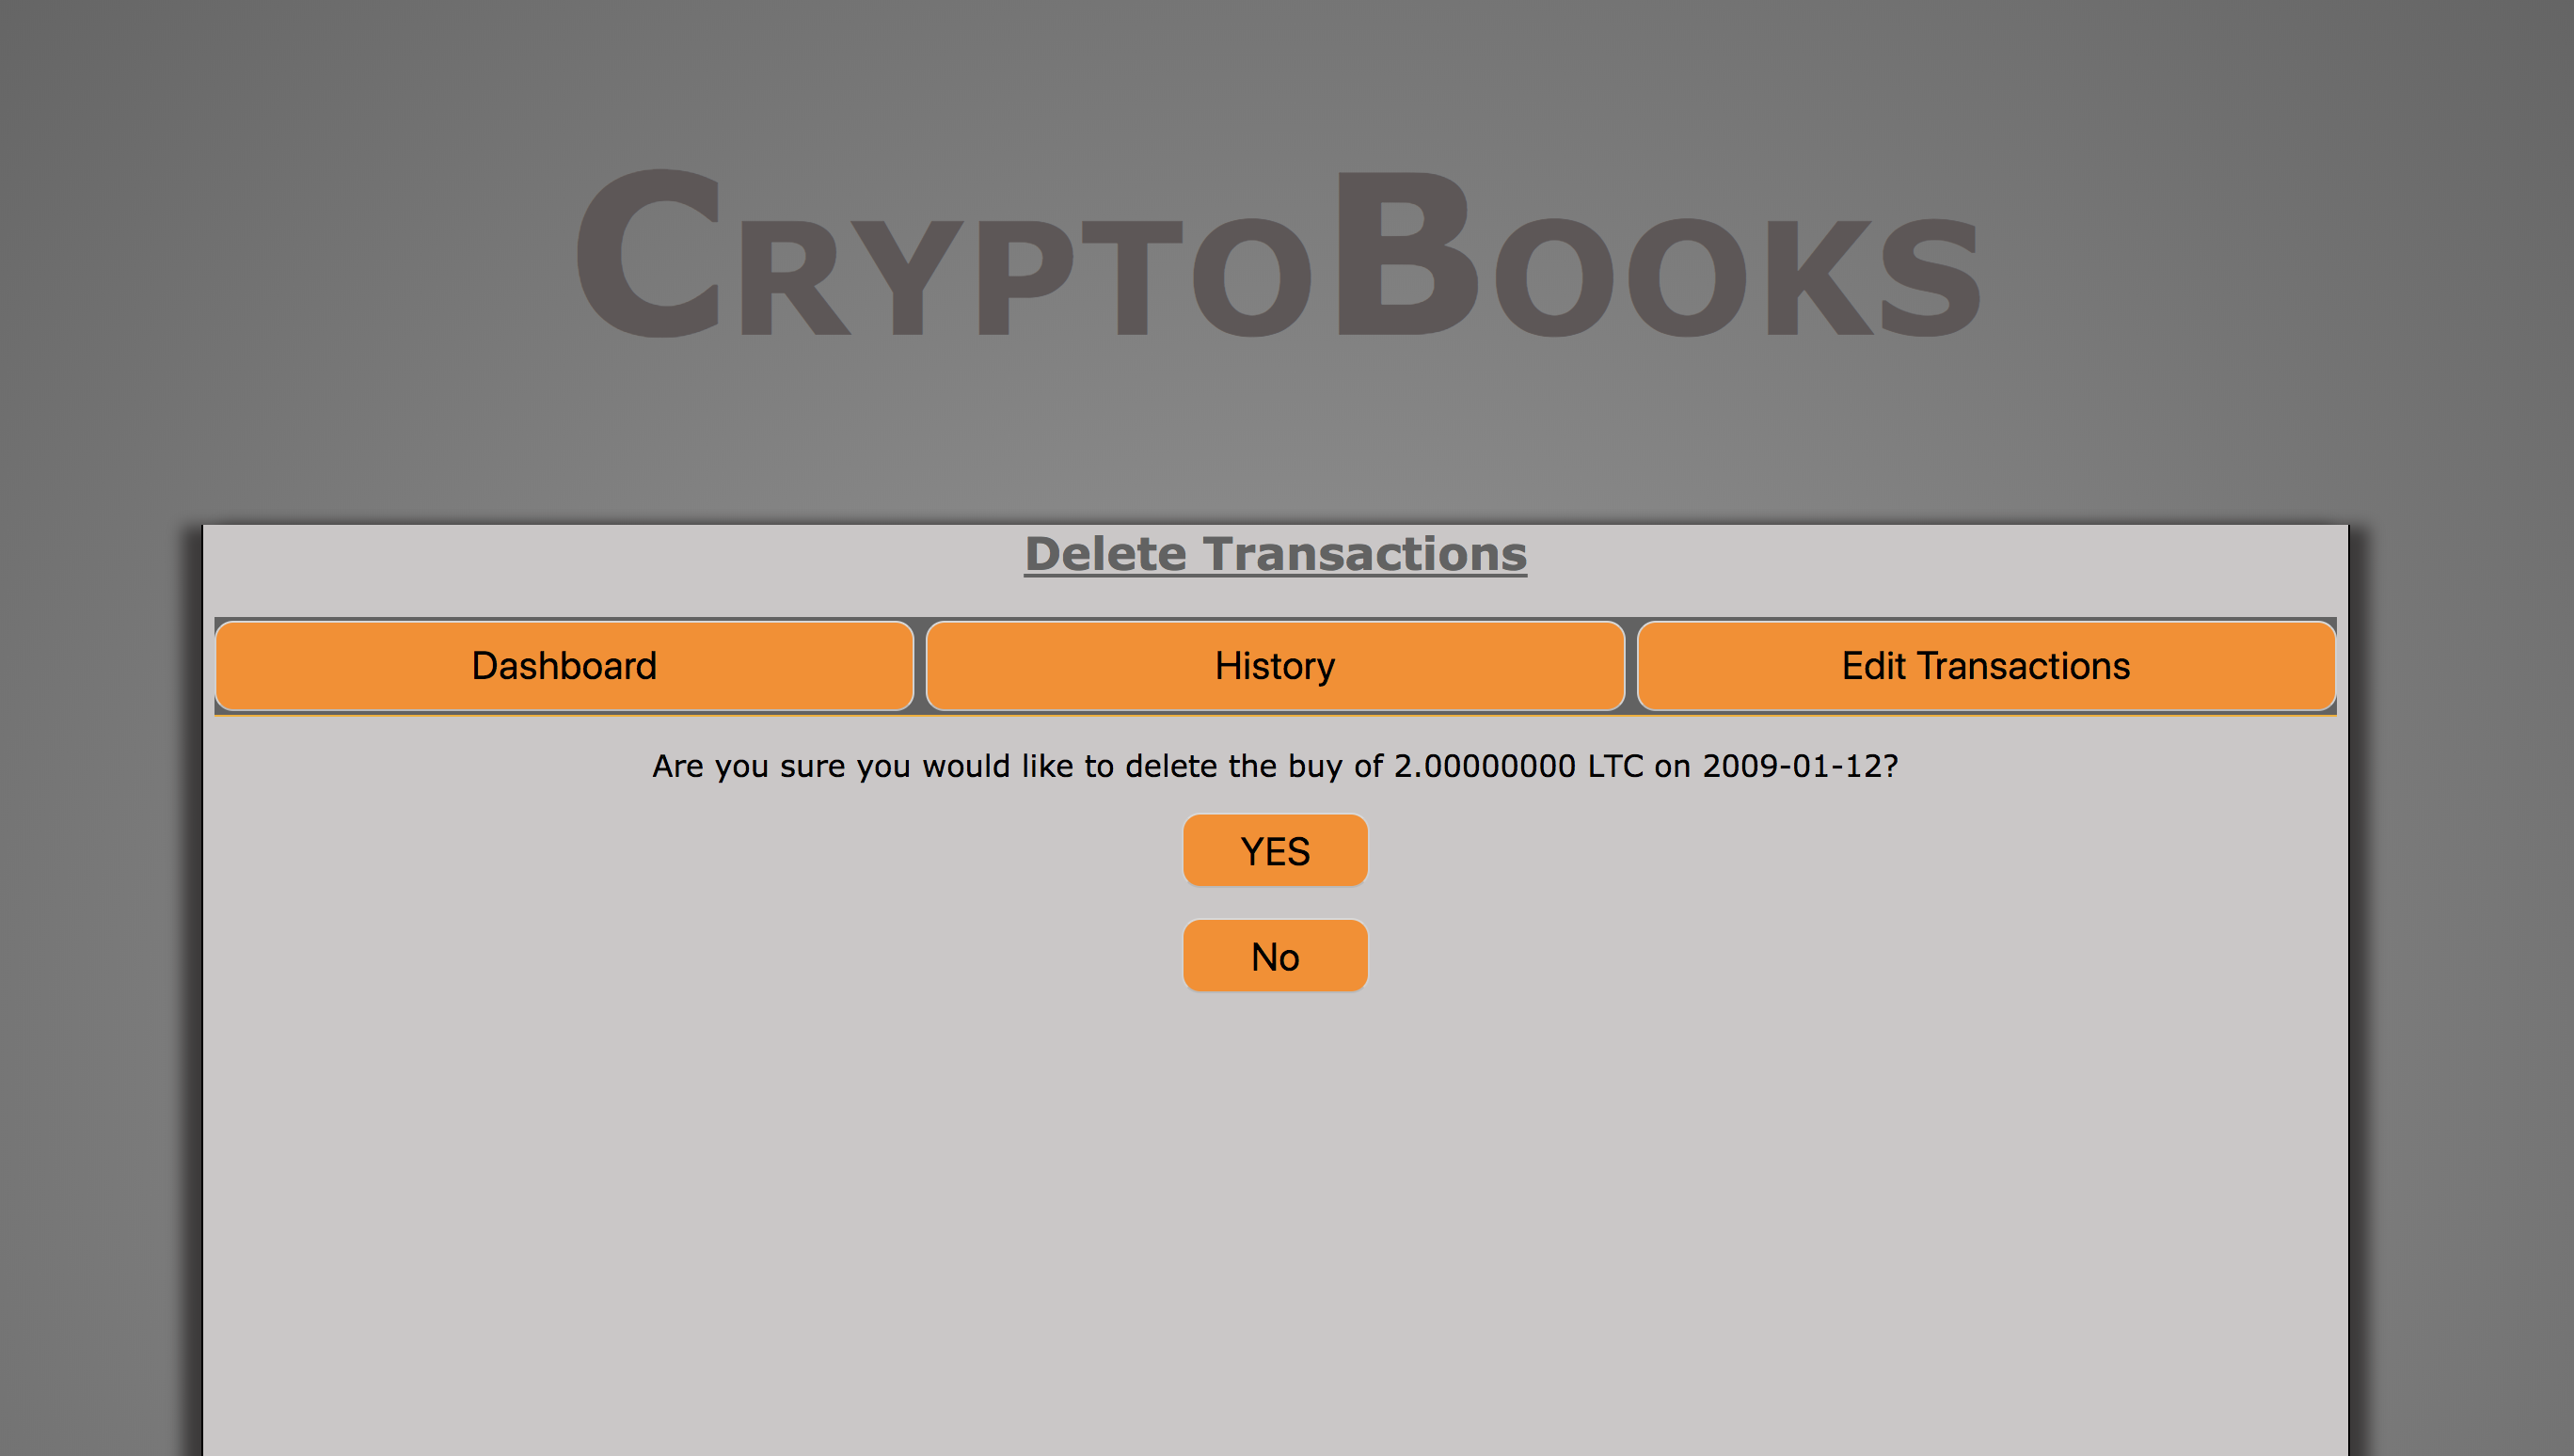 CryptoBooks
Delete Transactions
Dashboard History Edit Transactions
Are you sure you would like to delete the buy of 2.00000000 LTC on 2009-01-12?
YES
No